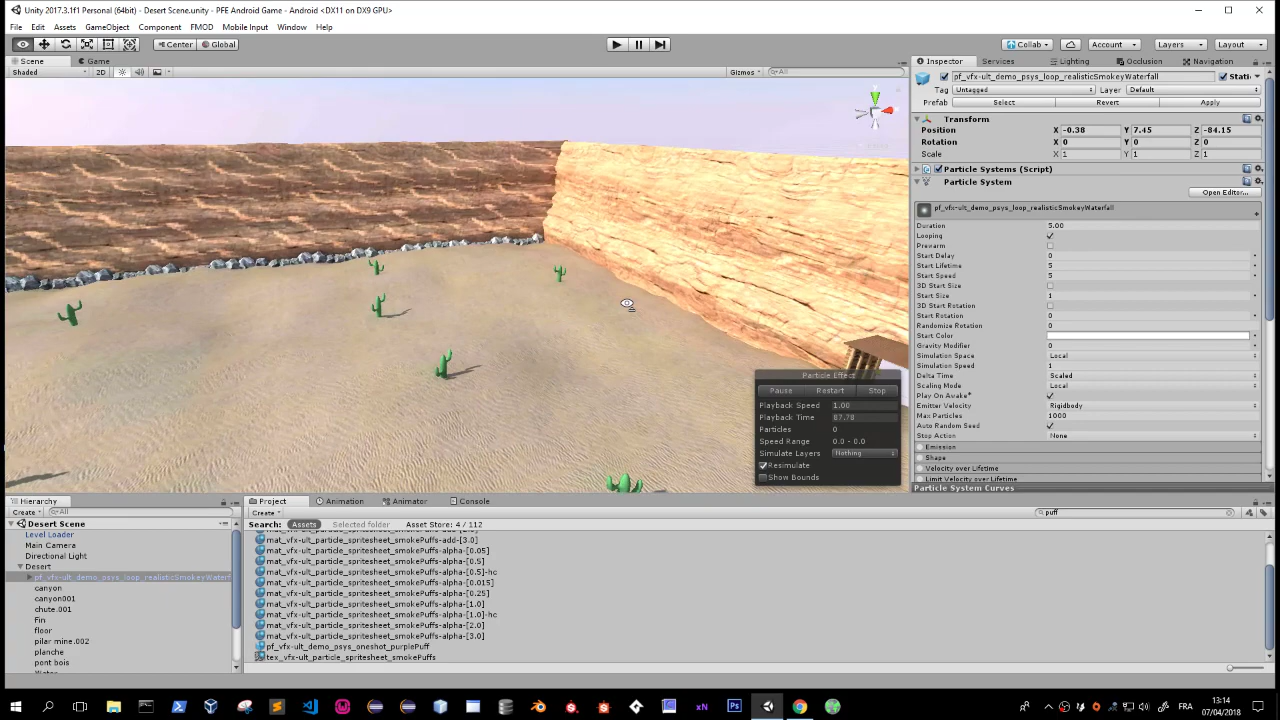 Unity 2017.3.1f1 Personal (64bit) - Desert Scene.unity - PFE Android Game - Android <DX11 on DX9 GPU>
File Edit Assets GameObject Component FMOD Mobile Input Window Help
Center Global Collab Account Layers Layout
Scene Game Inspector Services Lighting Occlusion Navigation
Shaded 2D Gizmos All
pf_vfx-ult_demo_psys_loop_realisticSmokeyWaterfall Stati
Tag Untagged Layer Default
Prefab Select Revert Apply
Transform
Position X -0.38 Y 7.45 Z -84.15
Rotation X 0 Y 0 Z 0
Scale X 1 Y 1 Z 1
Particle Systems (Script)
Particle System
Open Editor...
pf_vfx-ult_demo_psys_loop_realisticSmokeyWaterfall
Duration 5.00
Looping
Prewarm
Start Delay 0
Start Lifetime 5
Start Speed 5
3D Start Size
Start Size 1
3D Start Rotation
Start Rotation 0
Randomize Rotation 0
Start Color
Gravity Modifier 0
Simulation Space Local
Simulation Speed 1
Delta Time Scaled
Scaling Mode Local
Play On Awake*
Emitter Velocity Rigidbody
Max Particles 1000
Auto Random Seed
Stop Action None
Emission
Shape
Velocity over Lifetime
Limit Velocity over Lifetime
Particle System Curves
Particle Effect
Pause Restart Stop
Playback Speed 1.00
Playback Time 87.78
Particles 0
Speed Range 0.0 - 0.0
Simulate Layers Nothing
Resimulate
Show Bounds
Hierarchy
Create All
Desert Scene
Level Loader
Main Camera
Directional Light
Desert
pf_vfx-ult_demo_psys_loop_realisticSmokeyWaterf
canyon
canyon001
chute.001
Fin
floor
pilar mine.002
planche
pont bois
Water
Project Animation Animator Console
Create puff
Search: Assets Selected folder Asset Store: 4 / 112
mat_vfx-ult_particle_spritesheet_smokePuffs-add-[3.0]
mat_vfx-ult_particle_spritesheet_smokePuffs-alpha-[0.05]
mat_vfx-ult_particle_spritesheet_smokePuffs-alpha-[0.5]
mat_vfx-ult_particle_spritesheet_smokePuffs-alpha-[0.5]-hc
mat_vfx-ult_particle_spritesheet_smokePuffs-alpha-[0.015]
mat_vfx-ult_particle_spritesheet_smokePuffs-alpha-[0.25]
mat_vfx-ult_particle_spritesheet_smokePuffs-alpha-[1.0]
mat_vfx-ult_particle_spritesheet_smokePuffs-alpha-[1.0]-hc
mat_vfx-ult_particle_spritesheet_smokePuffs-alpha-[2.0]
mat_vfx-ult_particle_spritesheet_smokePuffs-alpha-[3.0]
pf_vfx-ult_demo_psys_oneshot_purplePuff
tex_vfx-ult_particle_spritesheet_smokePuffs
xN Ps FRA 13:14
07/04/2018